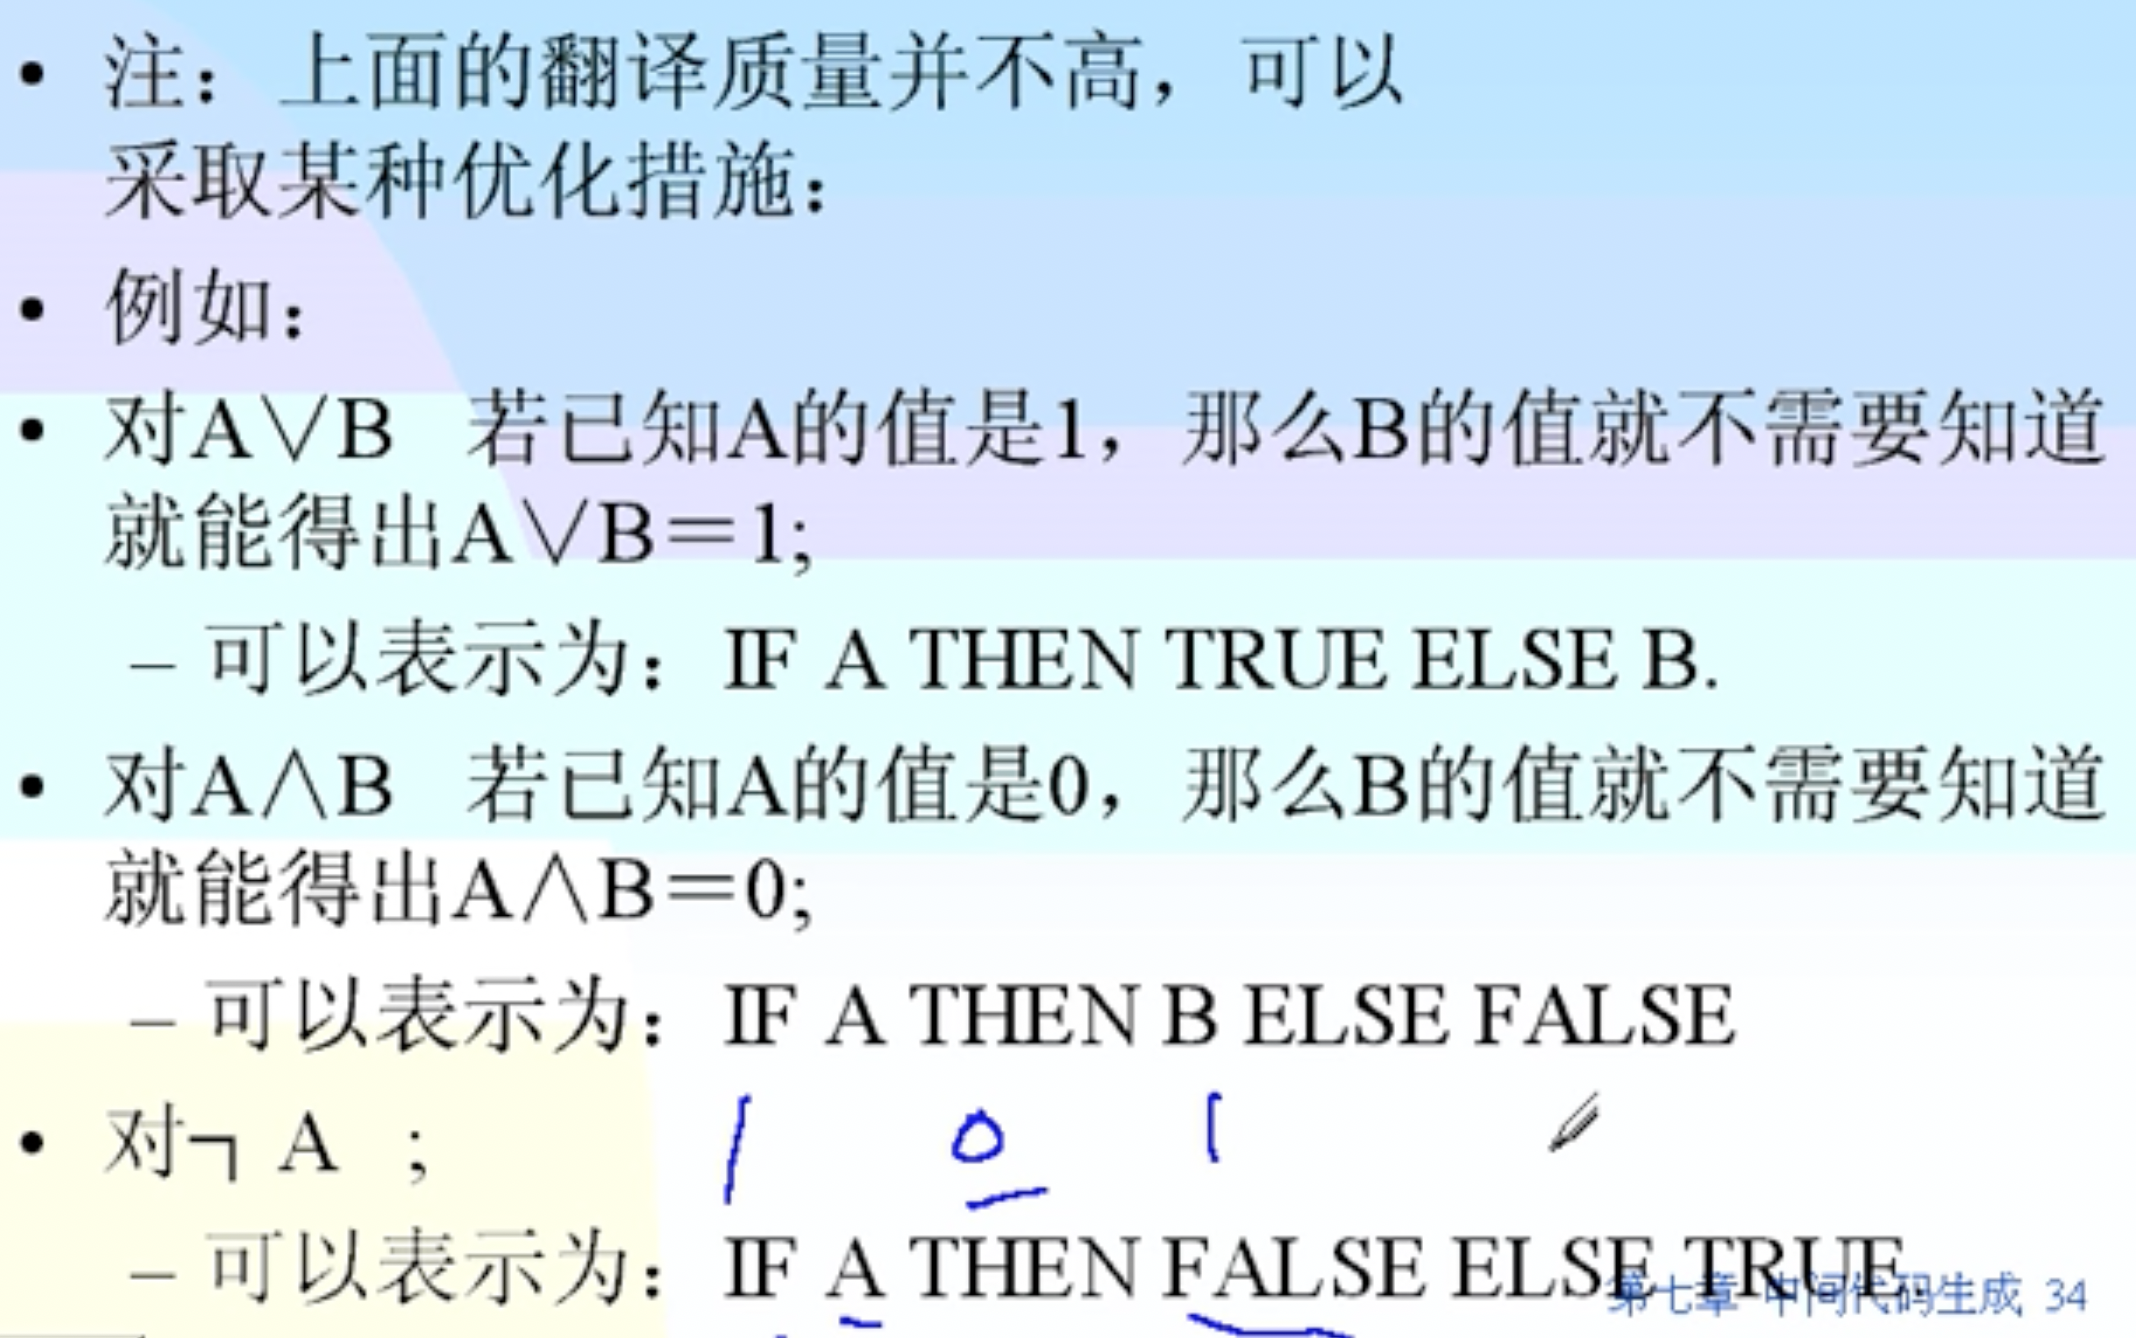 • 注：上面的翻译质量并不高，可以
采取某种优化措施：
• 例如：
• 对A∨B 若已知A的值是1，那么B的值就不需要知道
就能得出A∨B＝1;
– 可以表示为：IF A THEN TRUE ELSE B.
• 对A∧B 若已知A的值是0，那么B的值就不需要知道
就能得出A∧B＝0;
– 可以表示为：IF A THEN B ELSE FALSE
1 0 1
• 对￢ A ;
– 可以表示为：IF A THEN FALSE ELSE TRUE.
第七章 中间代码生成 34